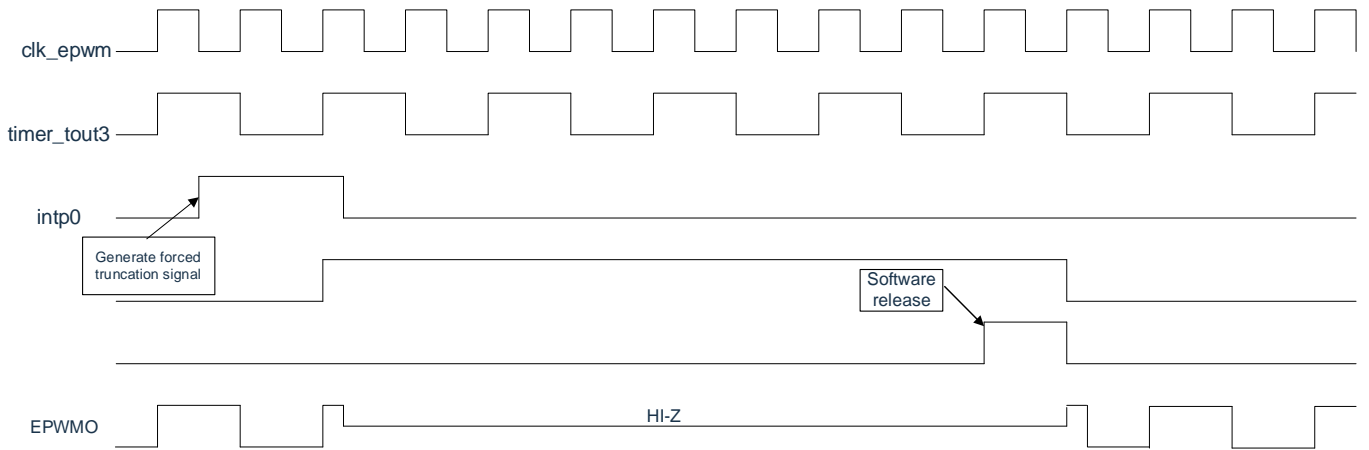 clk_epwm
timer_tout3
intp0
Generate forced
truncation signal
Software
release
HI-Z
EPWMO